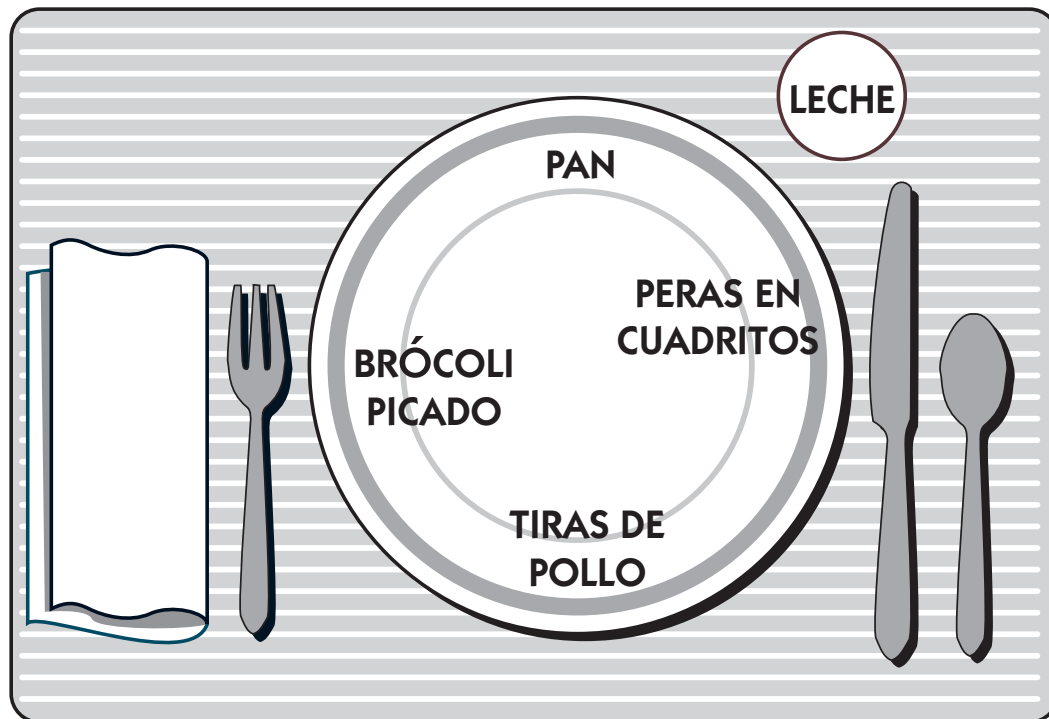 LECHE
PAN
PERAS EN
CUADRITOS
BRÓCOLI
PICADO
TIRAS DE
POLLO